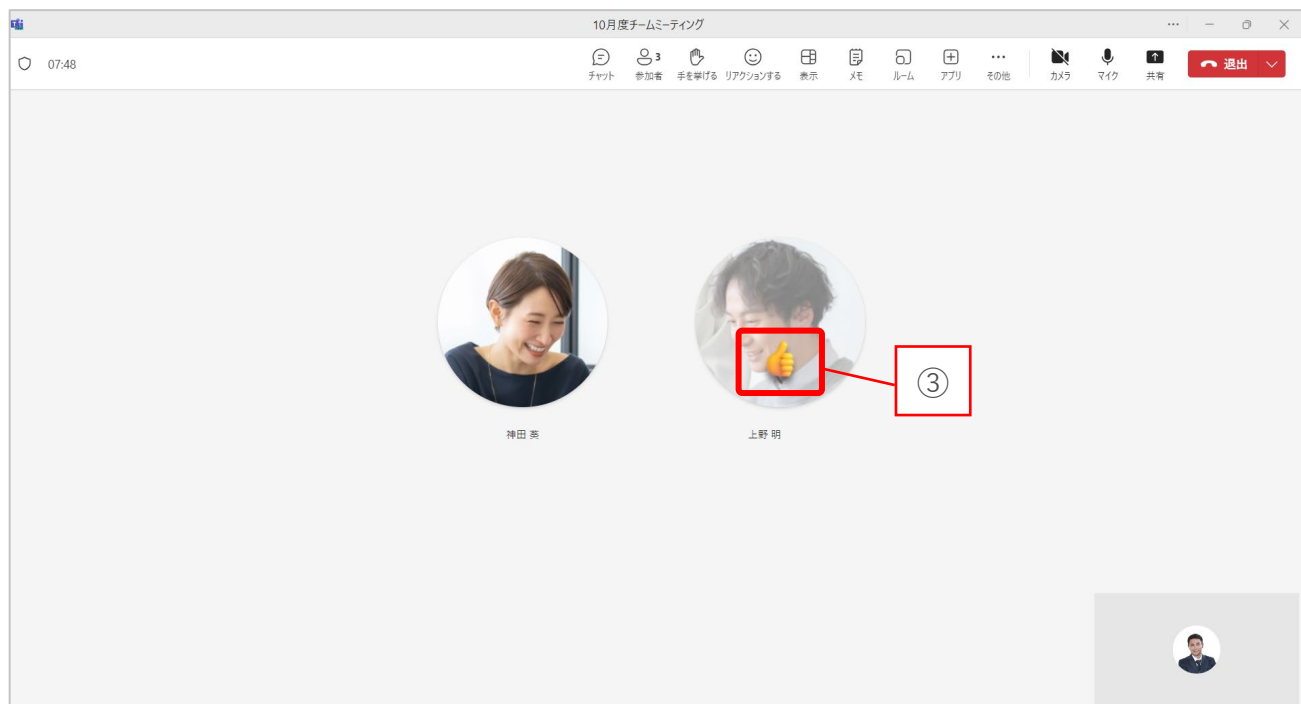 10月度チームミーティング
07:48
チャット
3
参加者
手を挙げる
リアクションする
表示
メモ
ルーム
アプリ
その他
カメラ
マイク
共有
退出
③
神田 英
上野 明